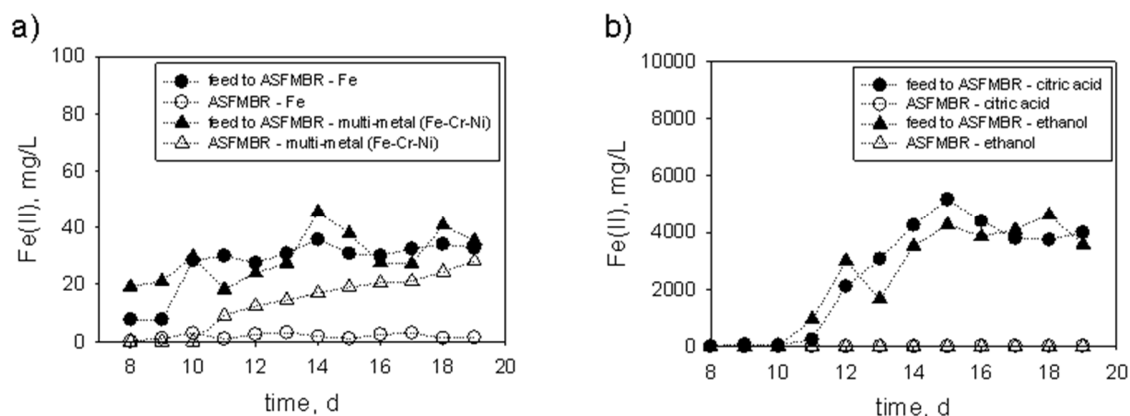 a)
100
80
60
40
20
0
Fe(II), mg/L
feed to ASFMBR - Fe
ASFMBR - Fe
feed to ASFMBR - multi-metal (Fe-Cr-Ni)
ASFMBR - multi-metal (Fe-Cr-Ni)
8 10 12 14 16 18 20
time, d
b)
10000
8000
6000
4000
2000
0
Fe(II), mg/L
feed to ASFMBR - citric acid
ASFMBR - citric acid
feed to ASFMBR - ethanol
ASFMBR - ethanol
8 10 12 14 16 18 20
time, d